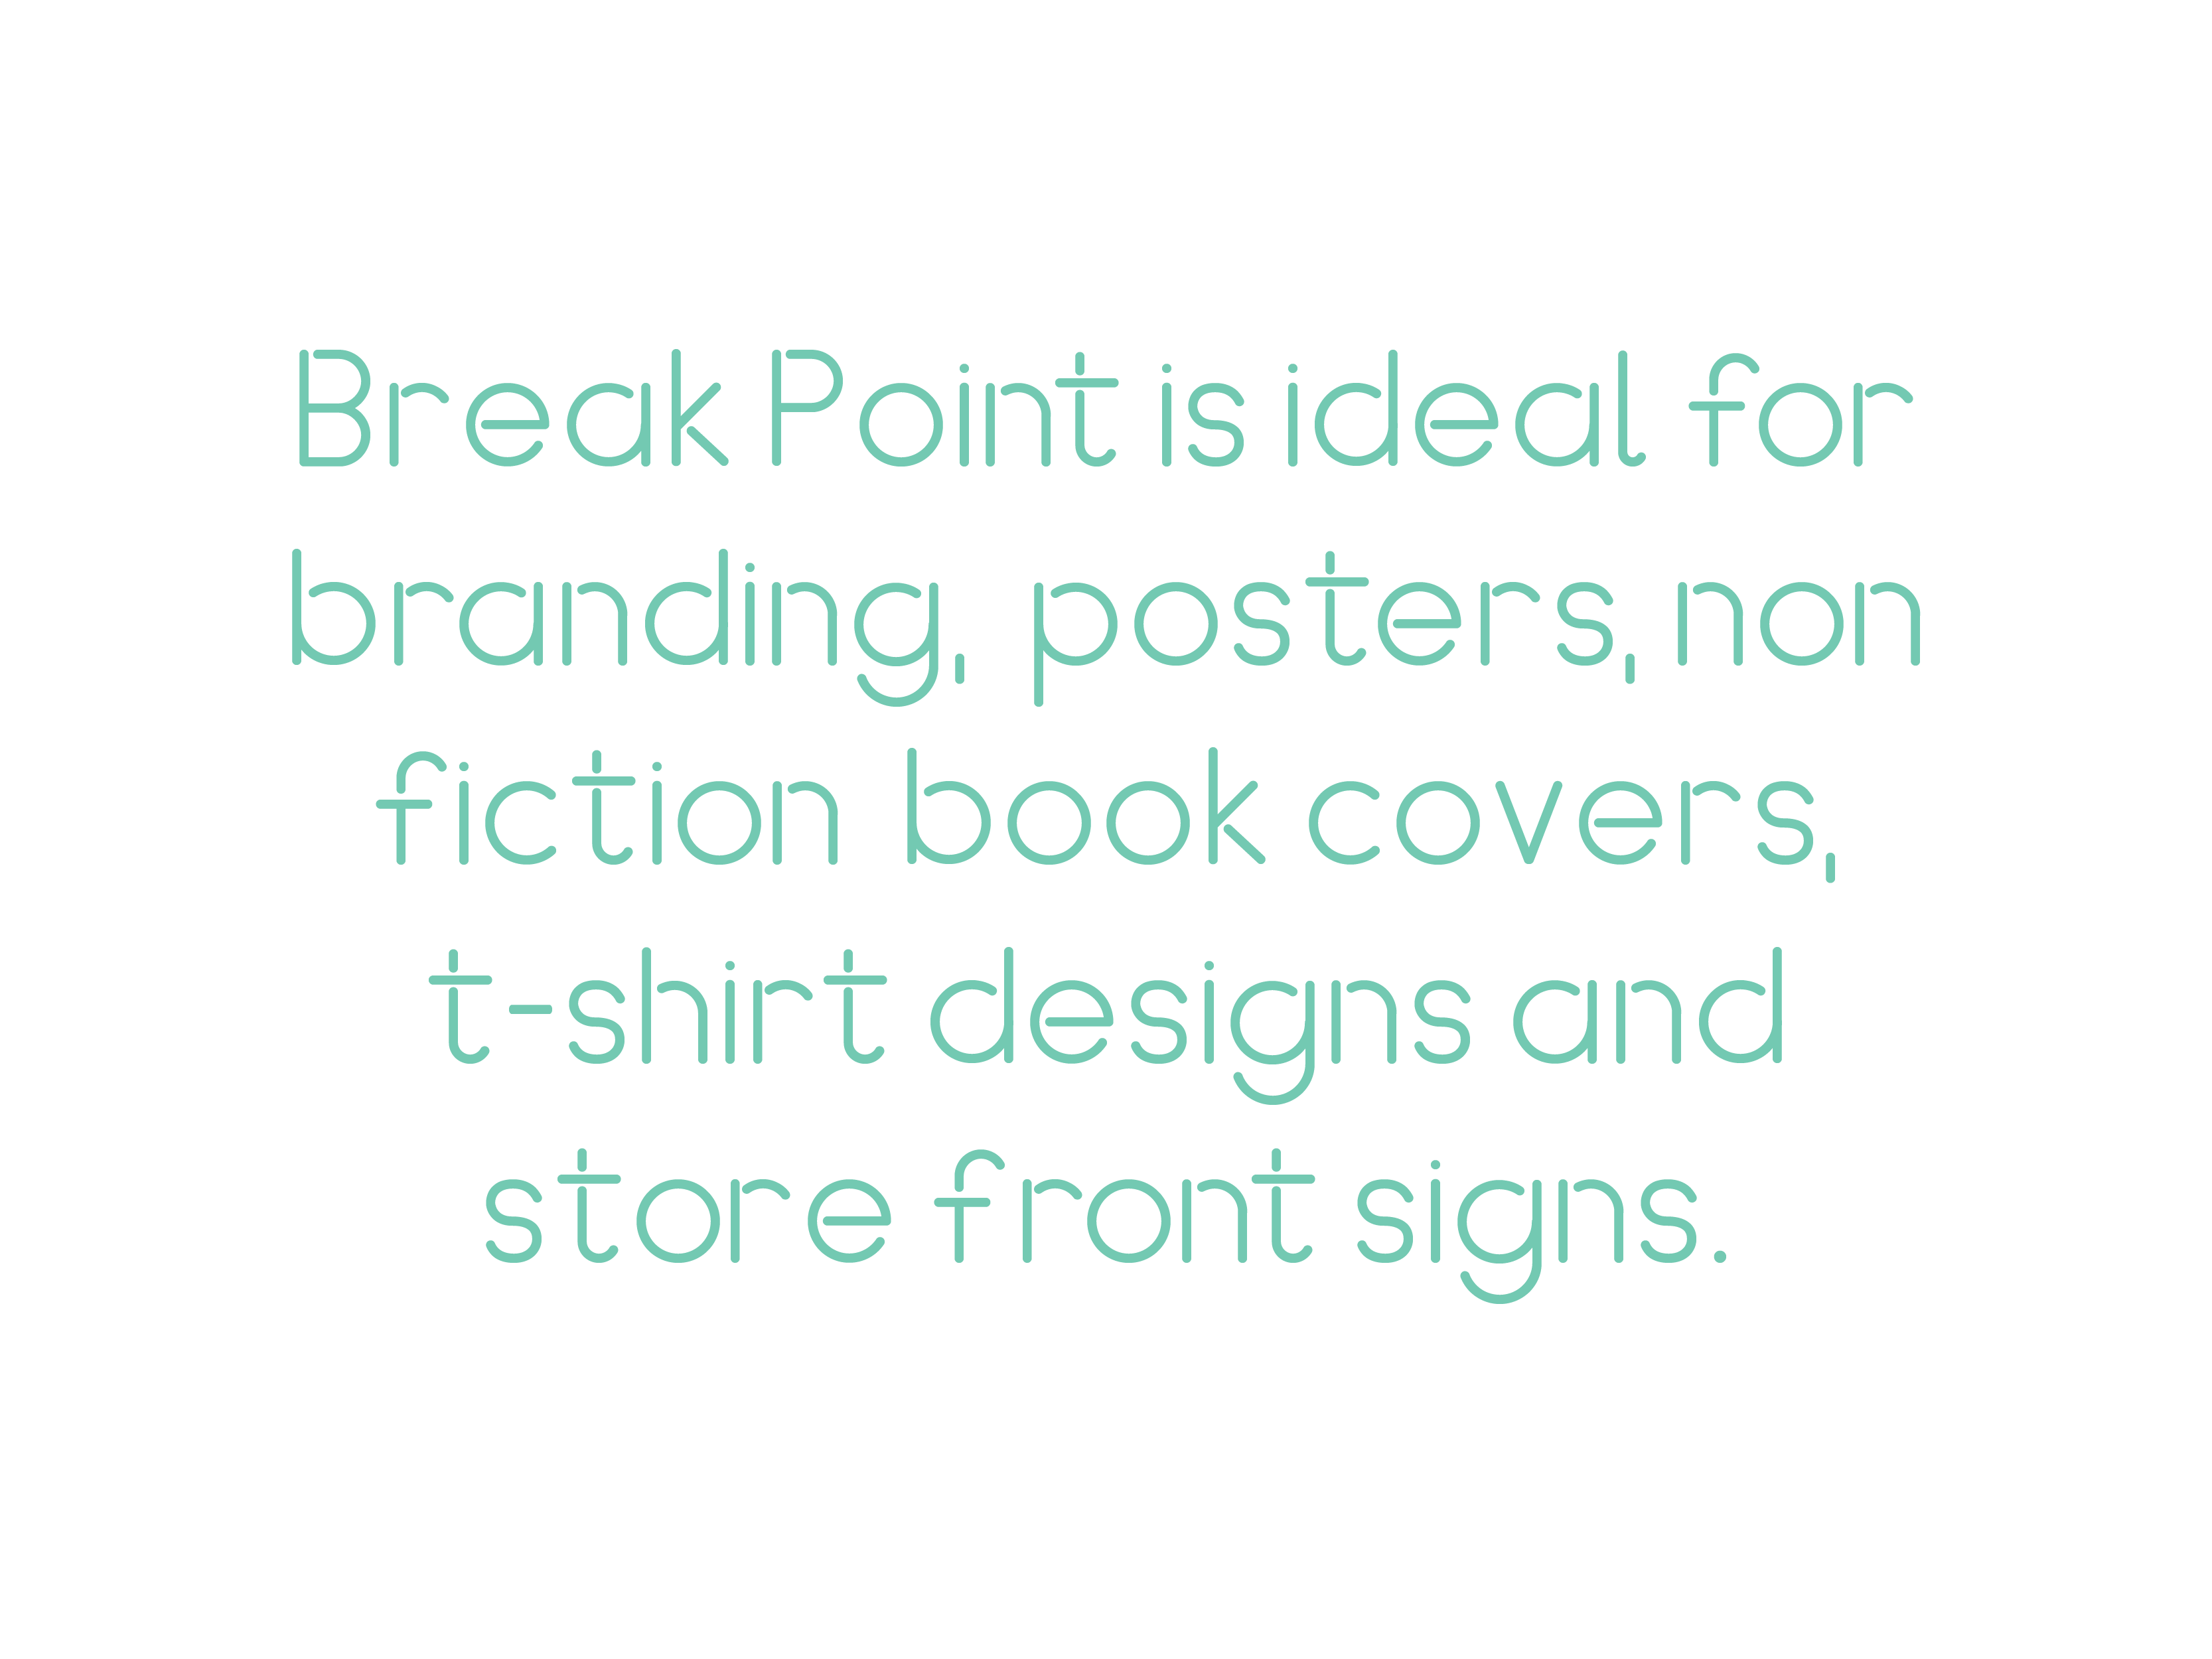 Break Point is ideal for
branding, posters, non
fiction book covers,
t-shirt designs and
store front signs.